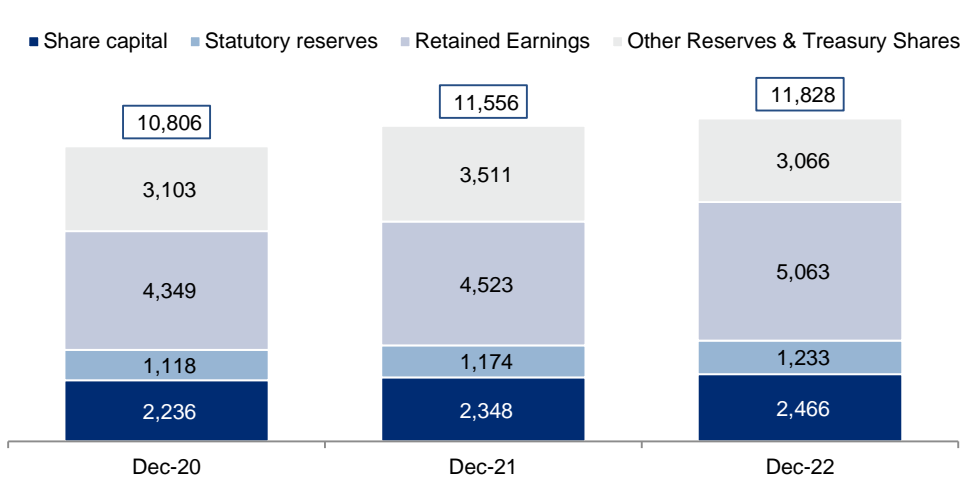 Share capital Statutory reserves Retained Earnings Other Reserves & Treasury Shares
10,806 11,556 11,828
3,103 3,511 3,066
4,349 4,523 5,063
1,118 1,174 1,233
2,236 2,348 2,466
Dec-20 Dec-21 Dec-22